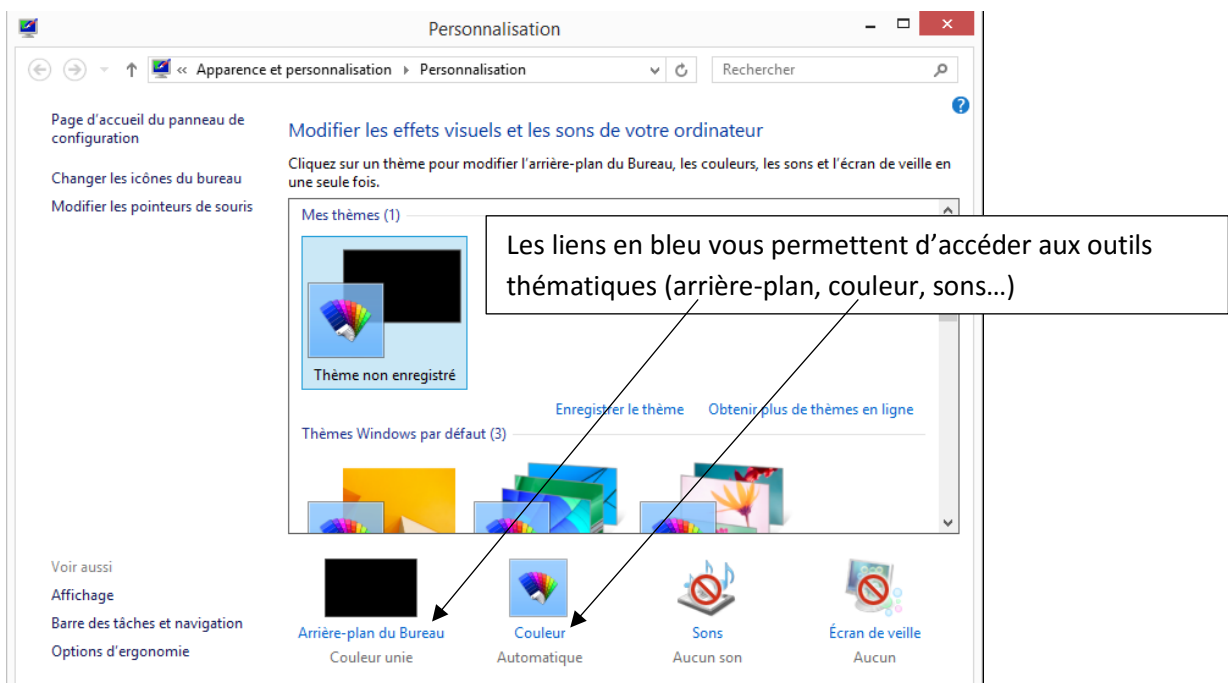 Personnalisation
« Apparence et personnalisation Personnalisation
Rechercher
Page d’accueil du panneau de
configuration
Changer les icônes du bureau
Modifier les pointeurs de souris
Modifier les effets visuels et les sons de votre ordinateur
Cliquez sur un thème pour modifier l’arrière-plan du Bureau, les couleurs, les sons et l’écran de veille en
une seule fois.
Mes thèmes (1)
Les liens en bleu vous permettent d’accéder aux outils
thématiques (arrière-plan, couleur, sons…)
Thème non enregistré
Enregistrer le thème Obtenir plus de thèmes en ligne
Thèmes Windows par défaut (3)
Voir aussi
Affichage
Barre des tâches et navigation
Options d’ergonomie
Arrière-plan du Bureau
Couleur unie
Couleur
Automatique
Sons
Aucun son
Écran de veille
Aucun